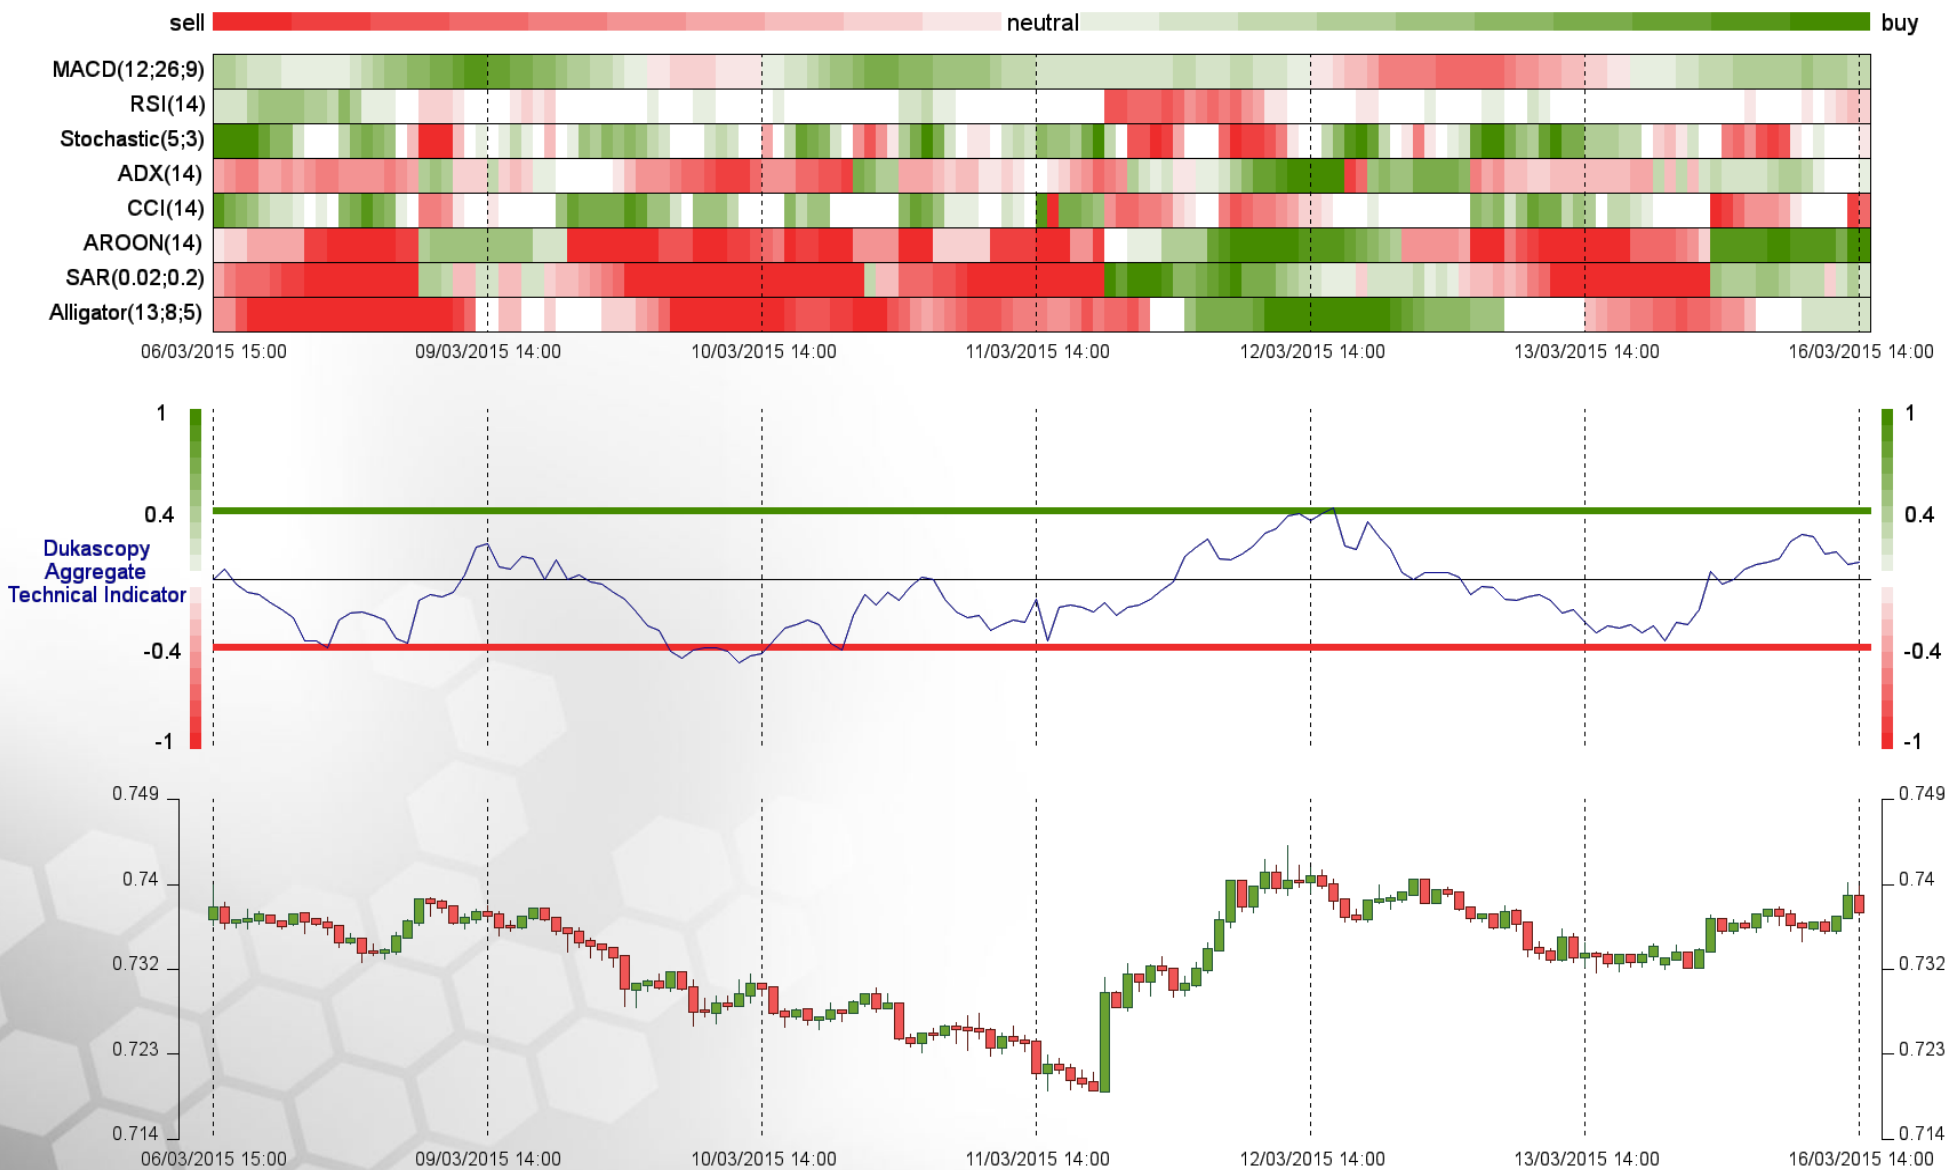 sell neutral buy
MACD(12;26;9)
RSI(14)
Stochastic(5;3)
ADX(14)
CCI(14)
AROON(14)
SAR(0.02;0.2)
Alligator(13;8;5)
06/03/2015 15:00 09/03/2015 14:00 10/03/2015 14:00 11/03/2015 14:00 12/03/2015 14:00 13/03/2015 14:00 16/03/2015 14:00
1 1
0.4 0.4
Dukascopy
Aggregate
Technical Indicator
-0.4 -0.4
-1 -1
0.749 0.749
0.74 0.74
0.732 0.732
0.723 0.723
0.714 0.714
06/03/2015 15:00 09/03/2015 14:00 10/03/2015 14:00 11/03/2015 14:00 12/03/2015 14:00 13/03/2015 14:00 16/03/2015 14:00